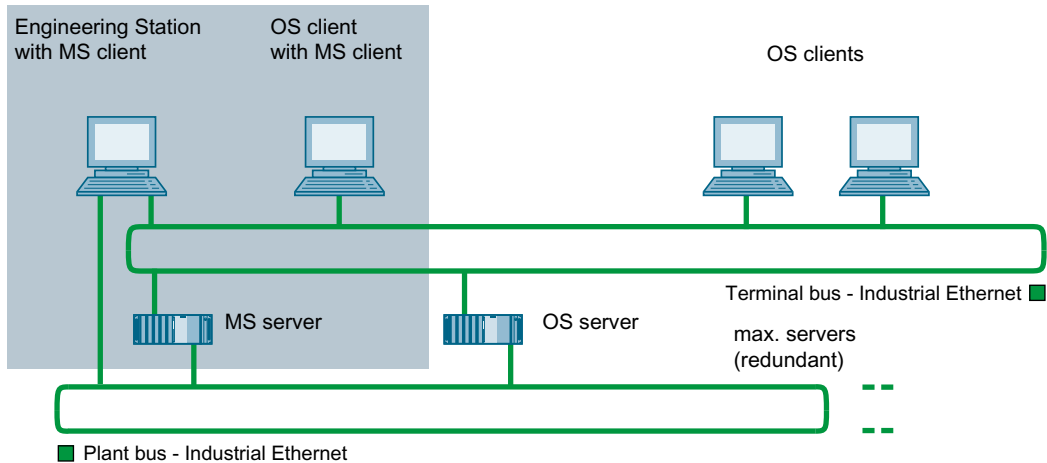 Engineering Station
with MS client
OS client
with MS client
OS clients
Terminal bus - Industrial Ethernet
MS server
OS server
max. servers
(redundant)
Plant bus - Industrial Ethernet